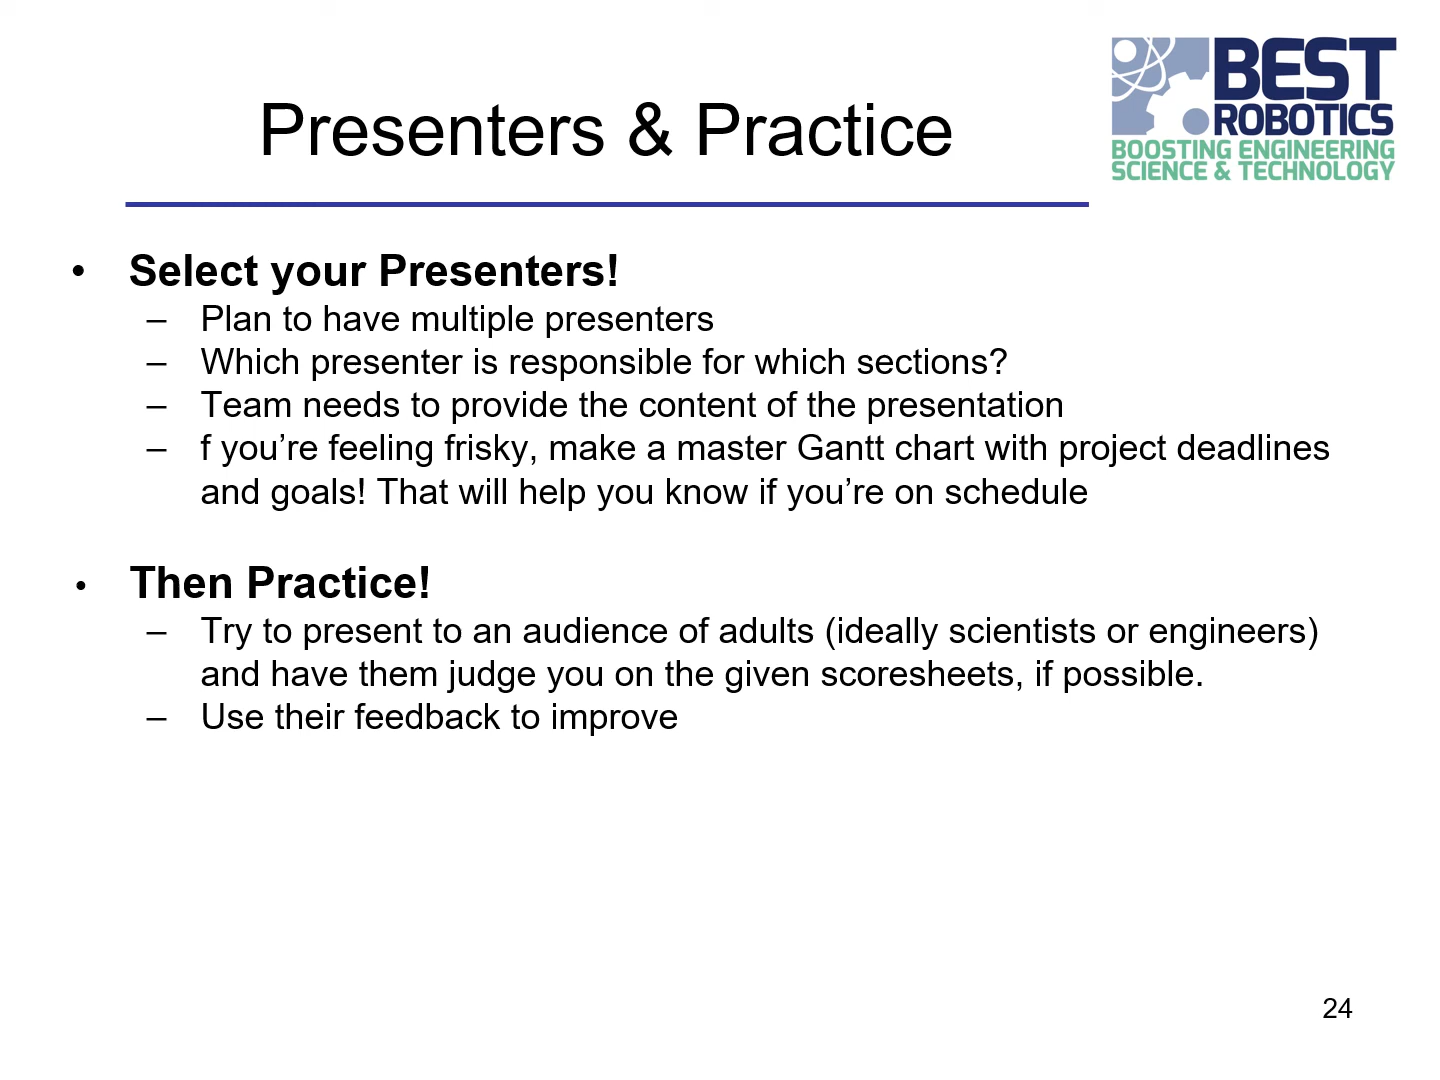 Presenters & Practice
BEST
ROBOTICS
BOOSTING ENGINEERING
SCIENCE & TECHNOLOGY
• Select your Presenters!
– Plan to have multiple presenters
– Which presenter is responsible for which sections?
– Team needs to provide the content of the presentation
– f you’re feeling frisky, make a master Gantt chart with project deadlines
and goals! That will help you know if you’re on schedule
• Then Practice!
– Try to present to an audience of adults (ideally scientists or engineers)
and have them judge you on the given scoresheets, if possible.
– Use their feedback to improve
24